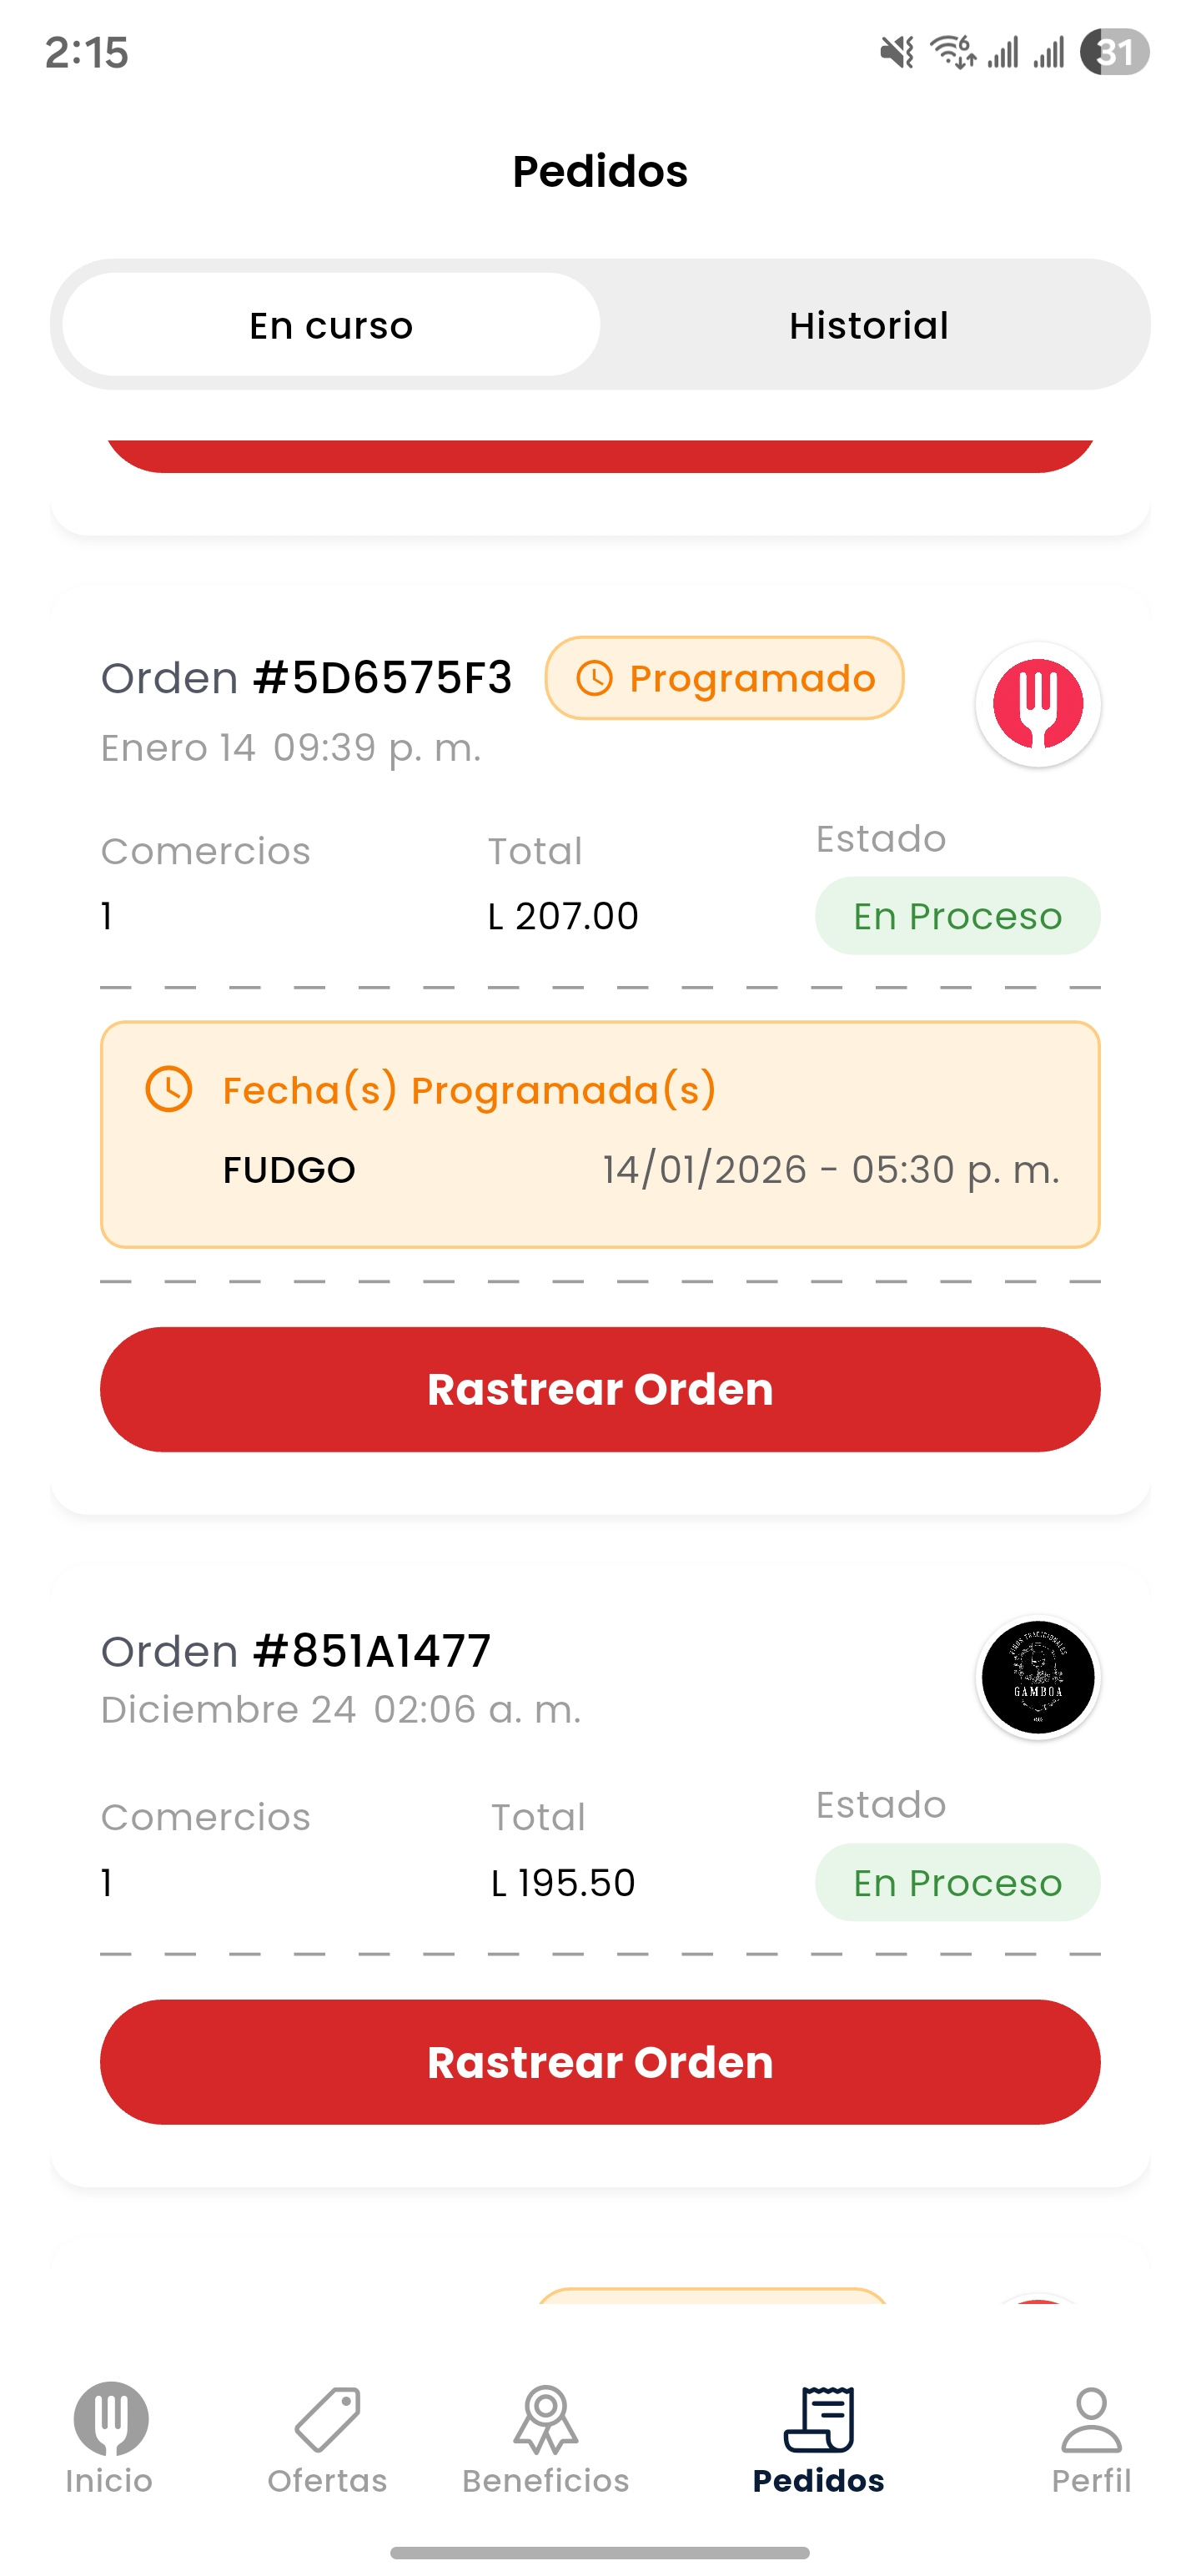 2:15
6
31
Pedidos
En curso
Historial
Orden #5D6575F3
Programado
Enero 14 09:39 p. m.
Comercios
Total
Estado
1
L 207.00
En Proceso
Fecha(s) Programada(s)
FUDGO
14/01/2026 - 05:30 p. m.
Rastrear Orden
Orden #851A1477
Diciembre 24 02:06 a. m.
GAMBOA
Comercios
Total
Estado
1
L 195.50
En Proceso
Rastrear Orden
Inicio
Ofertas
Beneficios
Pedidos
Perfil